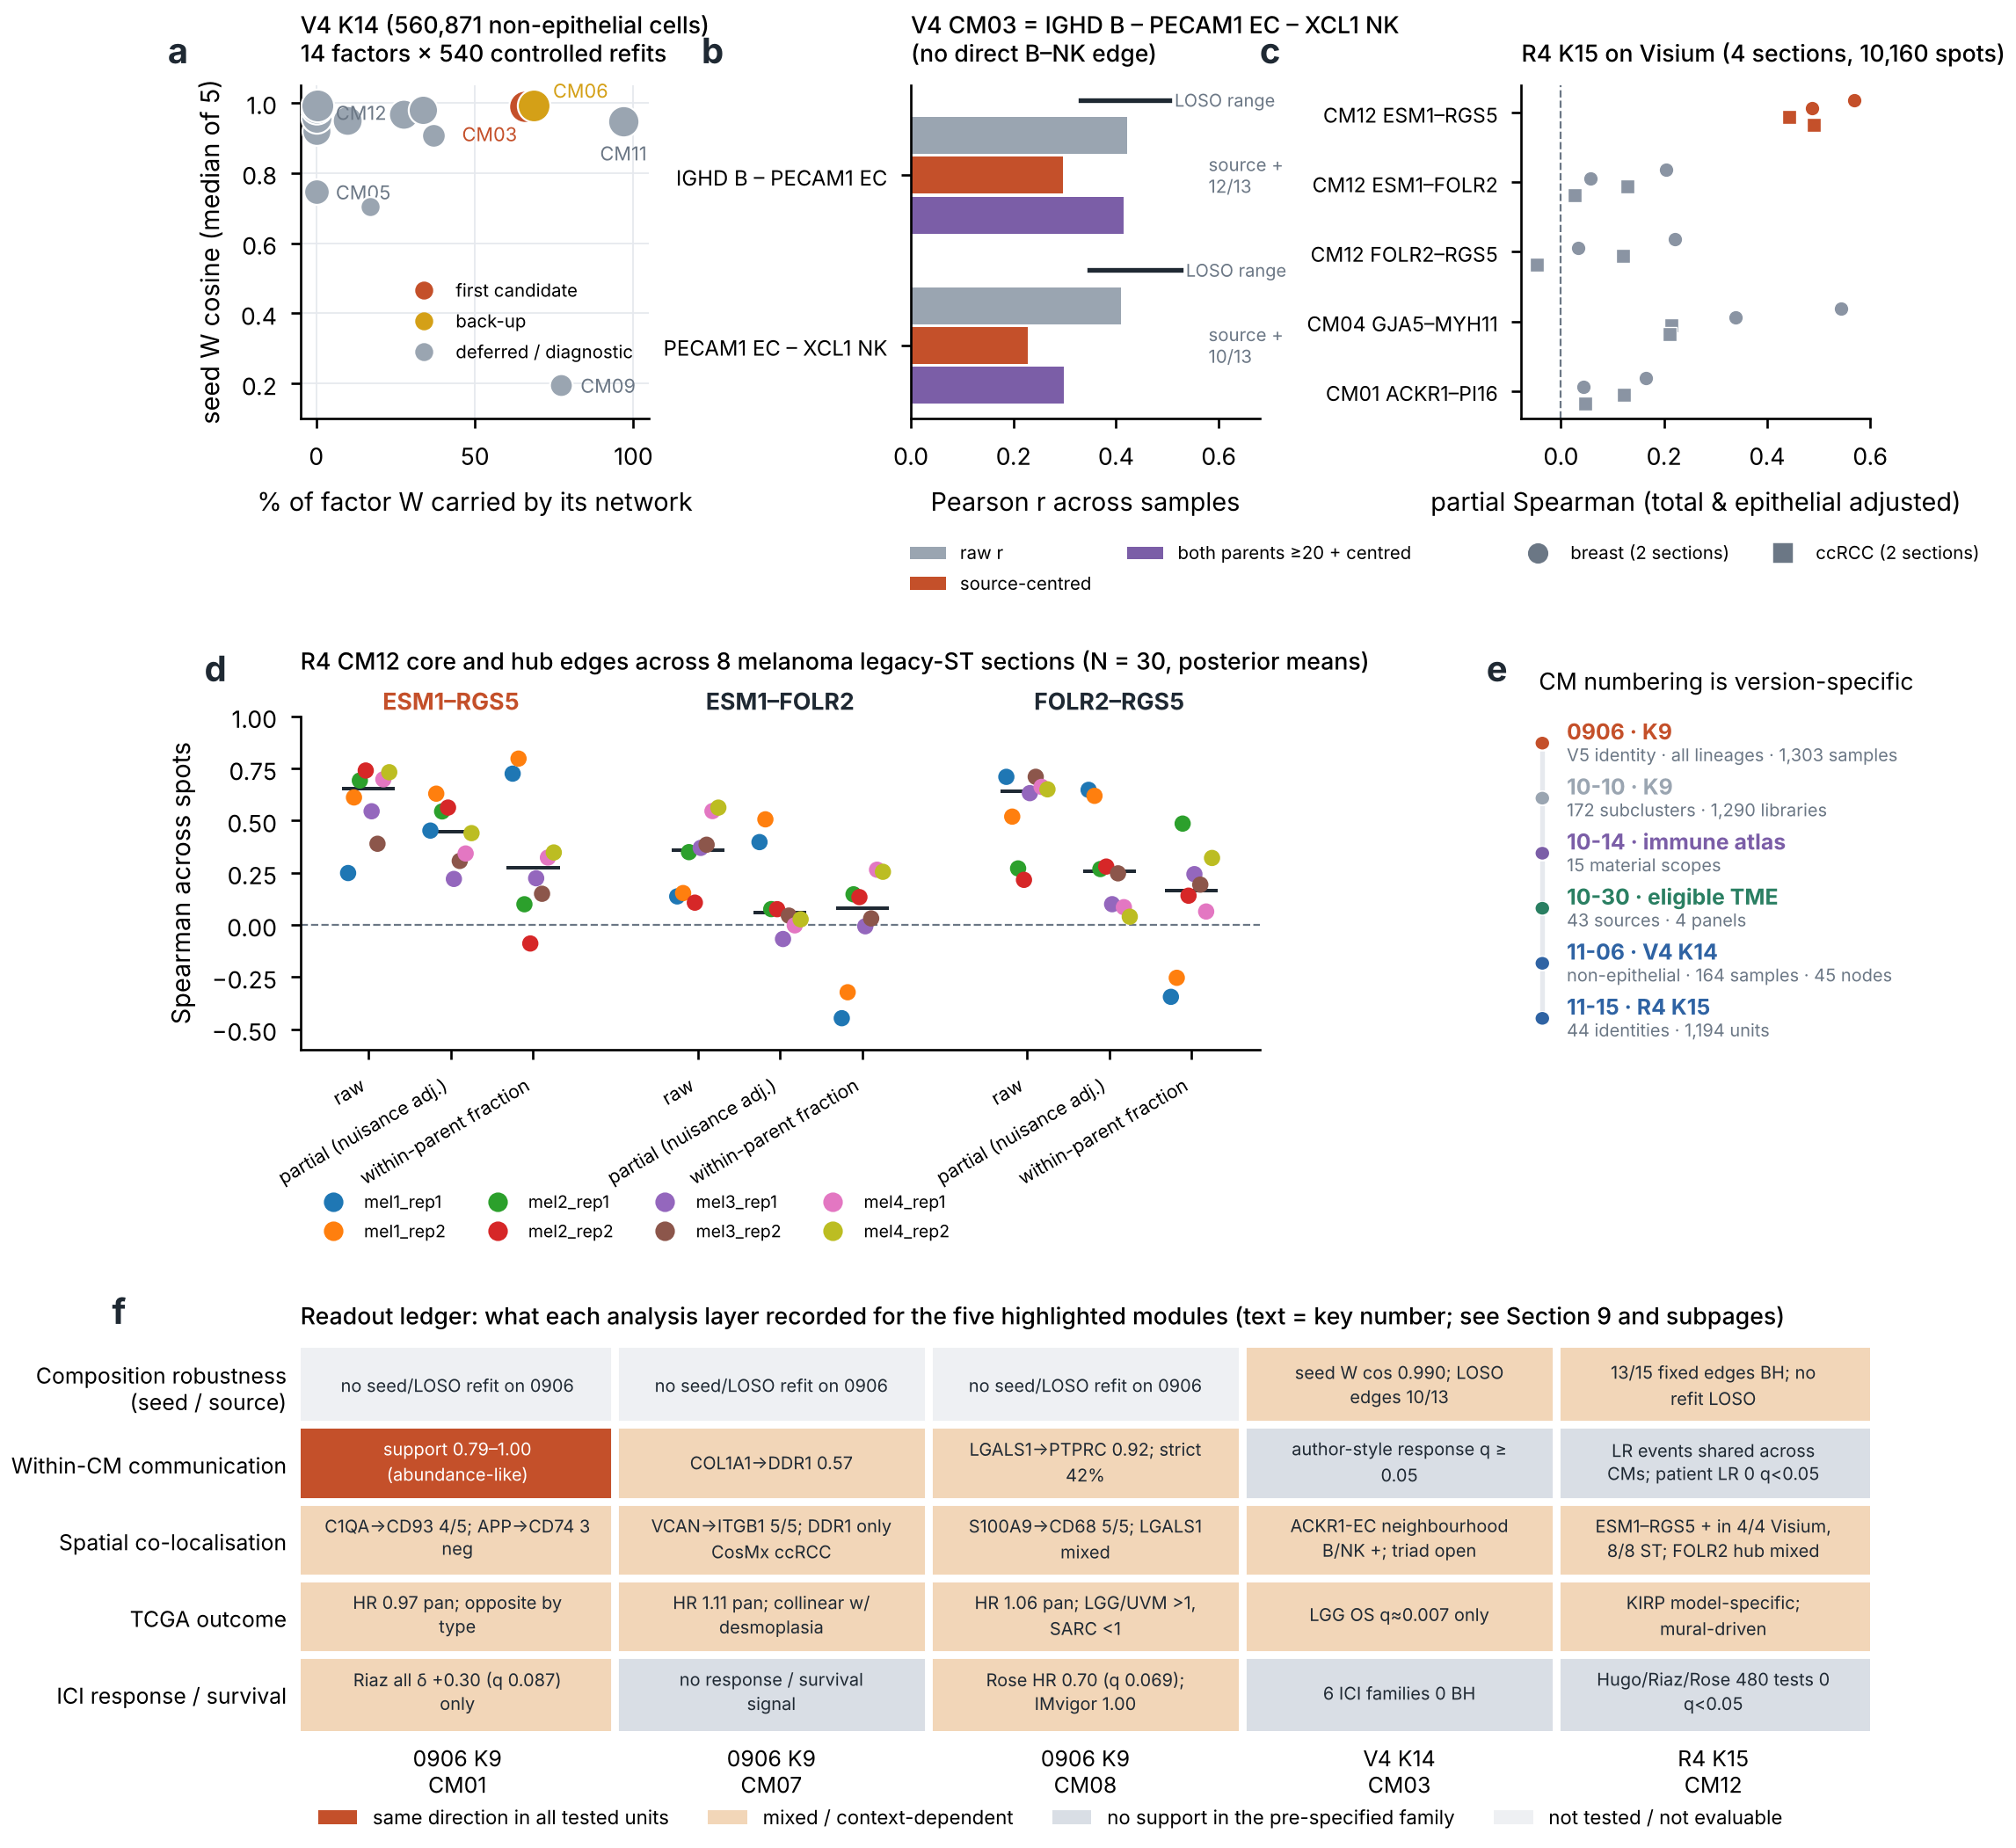 a
V4 K14 (560,871 non-epithelial cells)
14 factors × 540 controlled refits
seed W cosine (median of 5)
1.0
0.8
0.6
0.4
0.2
CM12
CM06
CM03
CM11
CM05
CM09
first candidate
back-up
deferred / diagnostic
0
50
100
% of factor W carried by its network
b
V4 CM03 = IGHD B – PECAM1 EC – XCL1 NK
(no direct B–NK edge)
IGHD B – PECAM1 EC
PECAM1 EC – XCL1 NK
LOSO range
source +
12/13
LOSO range
source +
10/13
0.0
0.2
0.4
0.6
Pearson r across samples
raw r
source-centred
both parents ≥20 + centred
c
R4 K15 on Visium (4 sections, 10,160 spots)
CM12 ESM1–RGS5
CM12 ESM1–FOLR2
CM12 FOLR2–RGS5
CM04 GJA5–MYH11
CM01 ACKR1–PI16
0.0
0.2
0.4
0.6
partial Spearman (total & epithelial adjusted)
breast (2 sections)
ccRCC (2 sections)
d
R4 CM12 core and hub edges across 8 melanoma legacy-ST sections (N = 30, posterior means)
ESM1–RGS5
ESM1–FOLR2
FOLR2–RGS5
Spearman across spots
1.00
0.75
0.50
0.25
0.00
−0.25
−0.50
raw
partial (nuisance adj.)
within-parent fraction
raw
partial (nuisance adj.)
within-parent fraction
raw
partial (nuisance adj.)
within-parent fraction
mel1_rep1
mel2_rep1
mel3_rep1
mel4_rep1
mel1_rep2
mel2_rep2
mel3_rep2
mel4_rep2
e
CM numbering is version-specific
0906 · K9
V5 identity · all lineages · 1,303 samples
10-10 · K9
172 subclusters · 1,290 libraries
10-14 · immune atlas
15 material scopes
10-30 · eligible TME
43 sources · 4 panels
11-06 · V4 K14
non-epithelial · 164 samples · 45 nodes
11-15 · R4 K15
44 identities · 1,194 units
f
Readout ledger: what each analysis layer recorded for the five highlighted modules (text = key number; see Section 9 and subpages)
Composition robustness
(seed / source)
no seed/LOSO refit on 0906
no seed/LOSO refit on 0906
no seed/LOSO refit on 0906
seed W cos 0.990; LOSO
edges 10/13
13/15 fixed edges BH; no
refit LOSO
Within-CM communication
support 0.79–1.00
(abundance-like)
COL1A1→DDR1 0.57
LGALS1→PTPRC 0.92; strict
42%
author-style response q ≥
0.05
LR events shared across
CMs; patient LR 0 q<0.05
Spatial co-localisation
C1QA→CD93 4/5; APP→CD74 3
neg
VCAN→ITGB1 5/5; DDR1 only
CosMx ccRCC
S100A9→CD68 5/5; LGALS1
mixed
ACKR1-EC neighbourhood
B/NK +; triad open
ESM1–RGS5 + in 4/4 Visium,
8/8 ST; FOLR2 hub mixed
TCGA outcome
HR 0.97 pan; opposite by
type
HR 1.11 pan; collinear w/
desmoplasia
HR 1.06 pan; LGG/UVM >1,
SARC <1
LGG OS q≈0.007 only
KIRP model-specific;
mural-driven
ICI response / survival
Riaz all δ +0.30 (q 0.087)
only
no response / survival
signal
Rose HR 0.70 (q 0.069);
IMvigor 1.00
6 ICI families 0 BH
Hugo/Riaz/Rose 480 tests 0
q<0.05
0906 K9
CM01
0906 K9
CM07
0906 K9
CM08
V4 K14
CM03
R4 K15
CM12
same direction in all tested units
mixed / context-dependent
no support in the pre-specified family
not tested / not evaluable